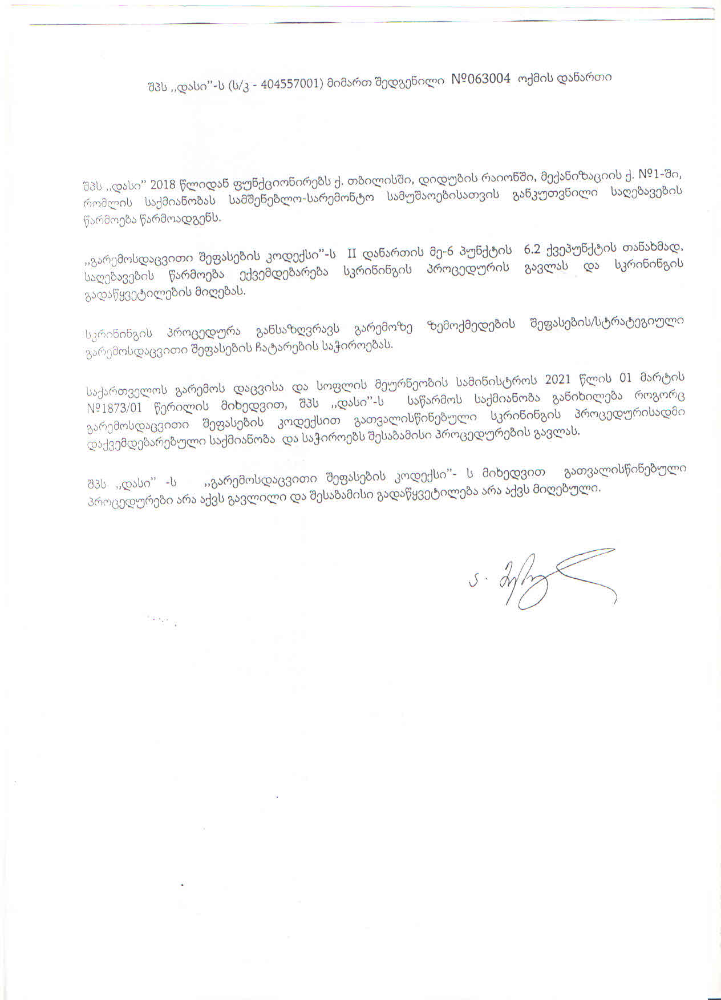 შპს ,,დასი”-ს (ს/კ - 404557001) მიმართ შედგენილი №063004 ოქმის დანართი
შპს ,,დასი” 2018 წლიდან ფუნქციონირებს ქ. თბილისში, დიდუბის რაიონში, მექანიზაციის ქ. №1-ში,
რომლის საქმიანობას სამშენებლო-სარემონტო სამუშაოებისათვის განკუთვნილი საღებავების
წარმოება წარმოადგენს.
,,გარემოსდაცვითი შეფასების კოდექსი”-ს II დანართის მე-6 პუნქტის 6.2 ქვეპუნქტის თანახმად,
საღებავების წარმოება ექვემდებარება სკრინინგის პროცედურის გავლას და სკრინინგის
გადაწყვეტილების მიღებას.
სკრინინგის პროცედურა განსაზღვრავს გარემოზე ზემოქმედების შეფასების/სტრატეგიული
გარემოსდაცვითი შეფასების ჩატარების საჭიროებას.
საქართველოს გარემოს დაცვისა და სოფლის მეურნეობის სამინისტროს 2021 წლის 01 მარტის
№1873/01 წერილის მიხედვით, შპს ,,დასი”-ს საწარმოს საქმიანობა განიხილება როგორც
გარემოსდაცვითი შეფასების კოდექსით გათვალისწინებული სკრინინგის პროცედურისადმი
დაქვემდებარებული საქმიანობა და საჭიროებს შესაბამისი პროცედურების გავლას.
შპს ,,დასი” -ს ,,გარემოსდაცვითი შეფასების კოდექსი”- ს მიხედვით გათვალისწინებული
პროცედურები არა აქვს გავლილი და შესაბამისი გადაწყვეტილება არა აქვს მიღებული.